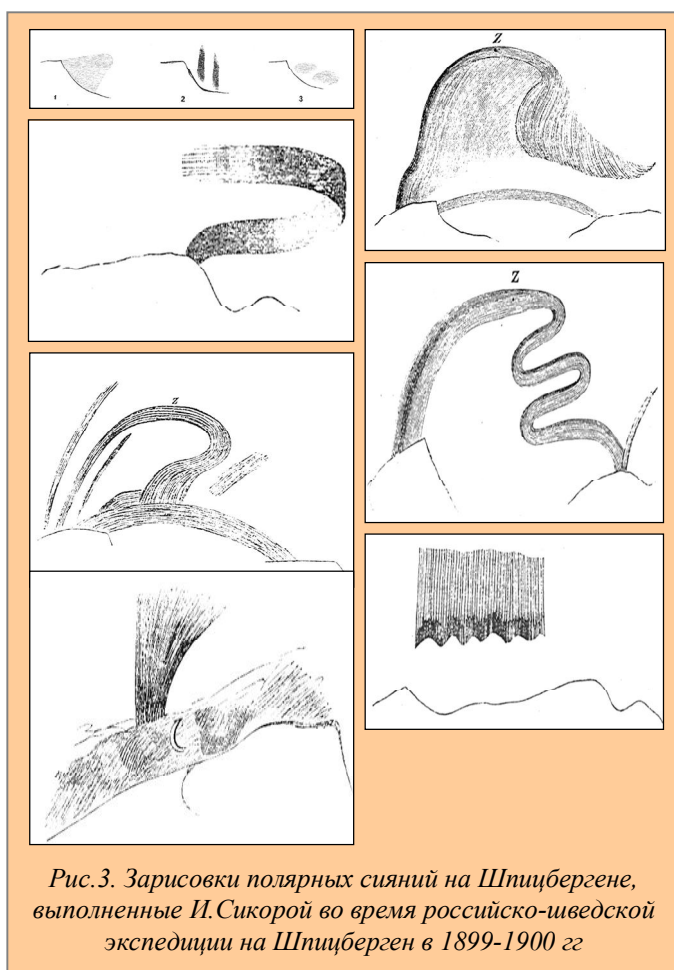 1 2 3
z
z
z
Рис.3. Зарисовки полярных сияний на Шпицбергене,
выполненные И.Сикорой во время российско-шведской
экспедиции на Шпицберген в 1899-1900 гг